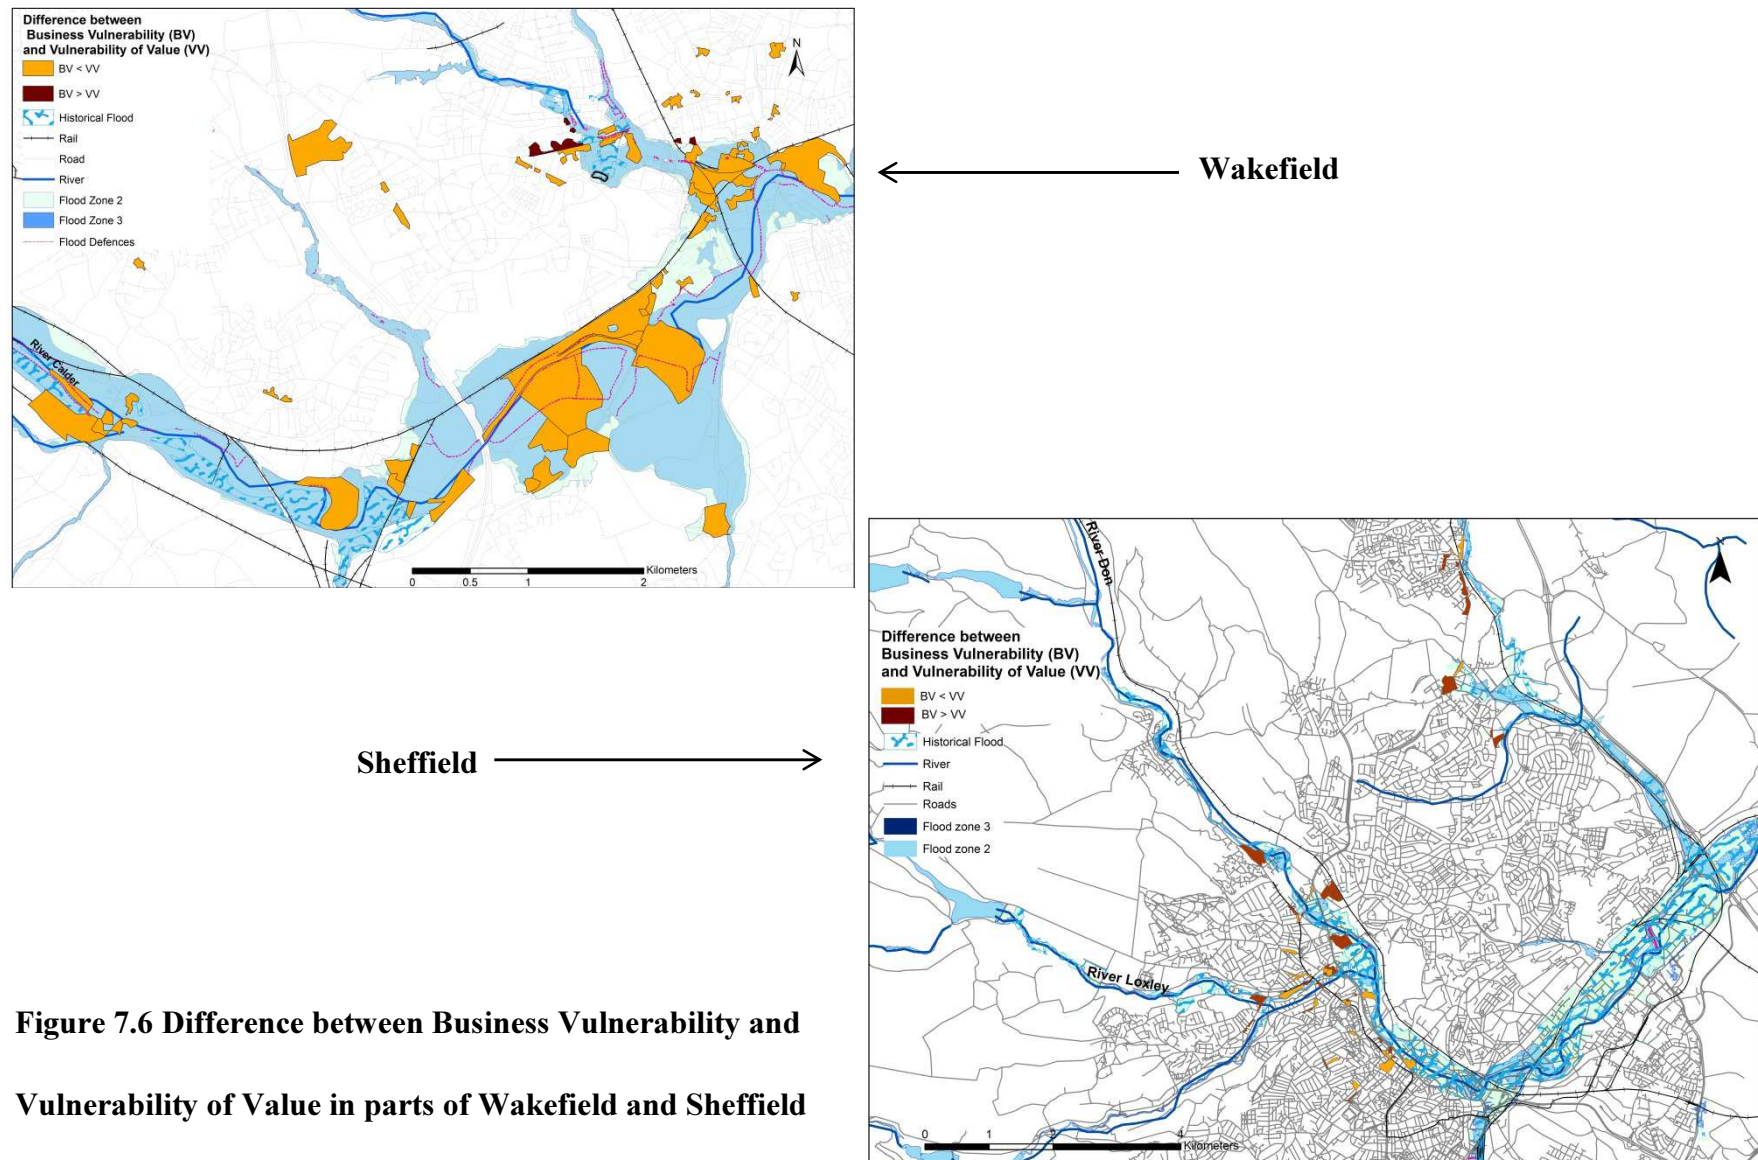 Difference between
Business Vulnerability (BV)
and Vulnerability of Value (VV)
BV < VV
BV > VV
Historical Flood
Rail
Road
River
Flood Zone 2
Flood Zone 3
Flood Defences
N
River Calder
0 0.5 1 2 Kilometers
Wakefield
Sheffield
River Don
Difference between
Business Vulnerability (BV)
and Vulnerability of Value (VV)
BV < VV
BV > VV
Historical Flood
River
Rail
Roads
Flood zone 3
Flood zone 2
River Loxley
0 1 2 4
Kilometers
Figure 7.6 Difference between Business Vulnerability and
Vulnerability of Value in parts of Wakefield and Sheffield